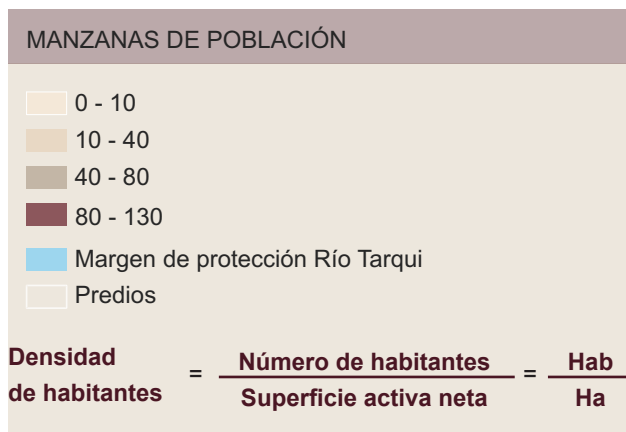 MANZANAS DE POBLACIÓN
0 - 10
10 - 40
40 - 80
80 - 130
Margen de protección Río Tarqui
Predios
Densidad
de habitantes
=
Número de habitantes
Superficie activa neta
=
Hab
Ha